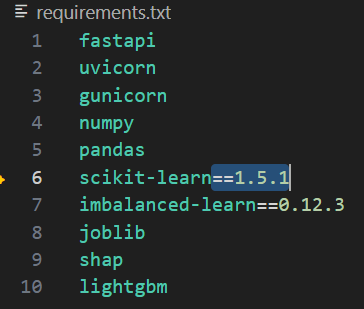 requirements.txt
1 fastapi
2 uvicorn
3 gunicorn
4 numpy
5 pandas
6 scikit-learn==1.5.1
7 imbalanced-learn==0.12.3
8 joblib
9 shap
10 lightgbm